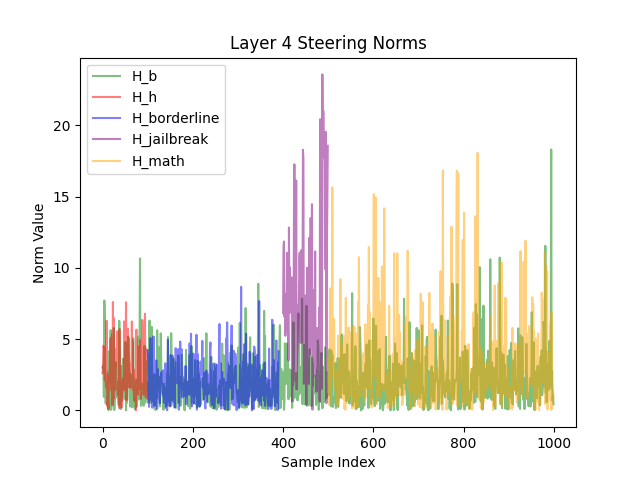 Layer 4 Steering Norms
H_b
H_h
H_borderline
H_jailbreak
H_math
Norm Value
20
15
10
5
0
0 200 400 600 800 1000
Sample Index